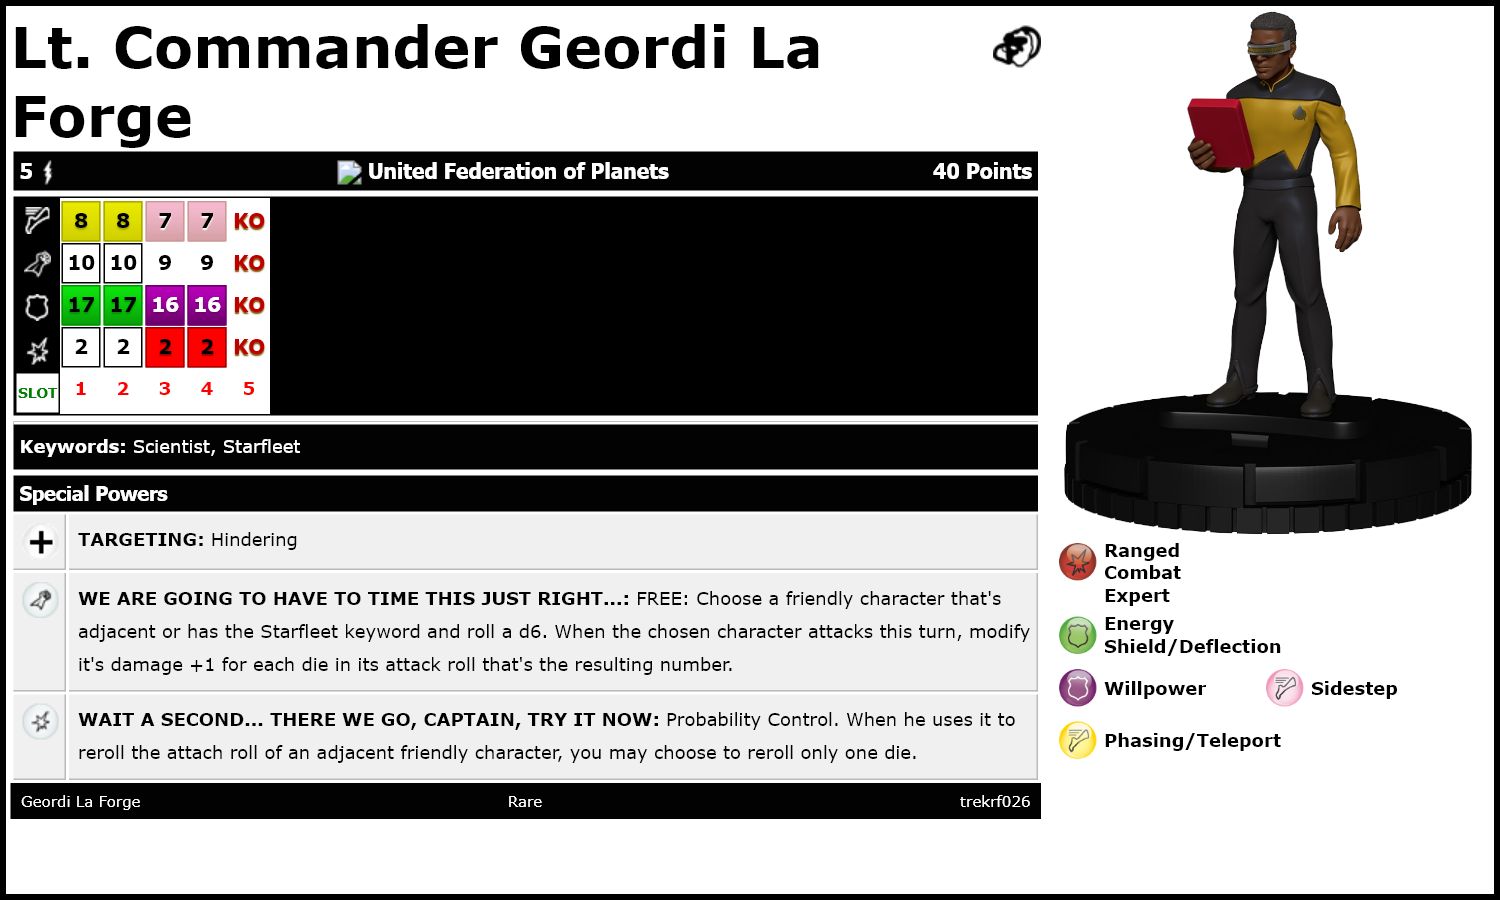 Lt. Commander Geordi La
Forge
5 United Federation of Planets 40 Points
8 8 7 7 KO
10 10 9 9 KO
17 17 16 16 KO
2 2 2 2 KO
SLOT 1 2 3 4 5
Keywords: Scientist, Starfleet
Special Powers
TARGETING: Hindering
WE ARE GOING TO HAVE TO TIME THIS JUST RIGHT...: FREE: Choose a friendly character that's
adjacent or has the Starfleet keyword and roll a d6. When the chosen character attacks this turn, modify
it's damage +1 for each die in its attack roll that's the resulting number.
WAIT A SECOND... THERE WE GO, CAPTAIN, TRY IT NOW: Probability Control. When he uses it to
reroll the attach roll of an adjacent friendly character, you may choose to reroll only one die.
Geordi La Forge Rare trekrf026
Ranged
Combat
Expert
Energy
Shield/Deflection
Willpower Sidestep
Phasing/Teleport